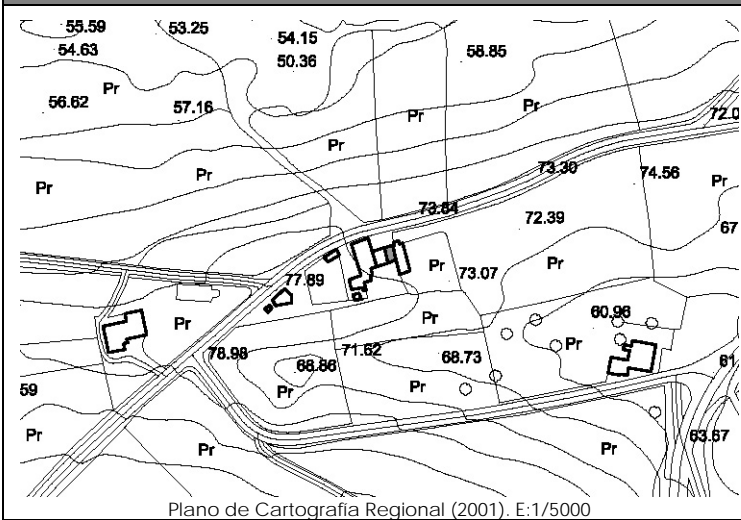 55.59 53.25 54.15
54.63 50.36 58.85
Pr
56.62 57.16 Pr
Pr 72.0
Pr
73.30
Pr Pr 74.56 Pr
73.84 72.39
67
77.89 Pr 73.07 Pr
60.96
Pr Pr
78.98 71.62 68.73 Pr
68.86 61
59 Pr Pr
Pr Pr Pr 63.67
Plano de Cartografía Regional (2001). E:1/5000